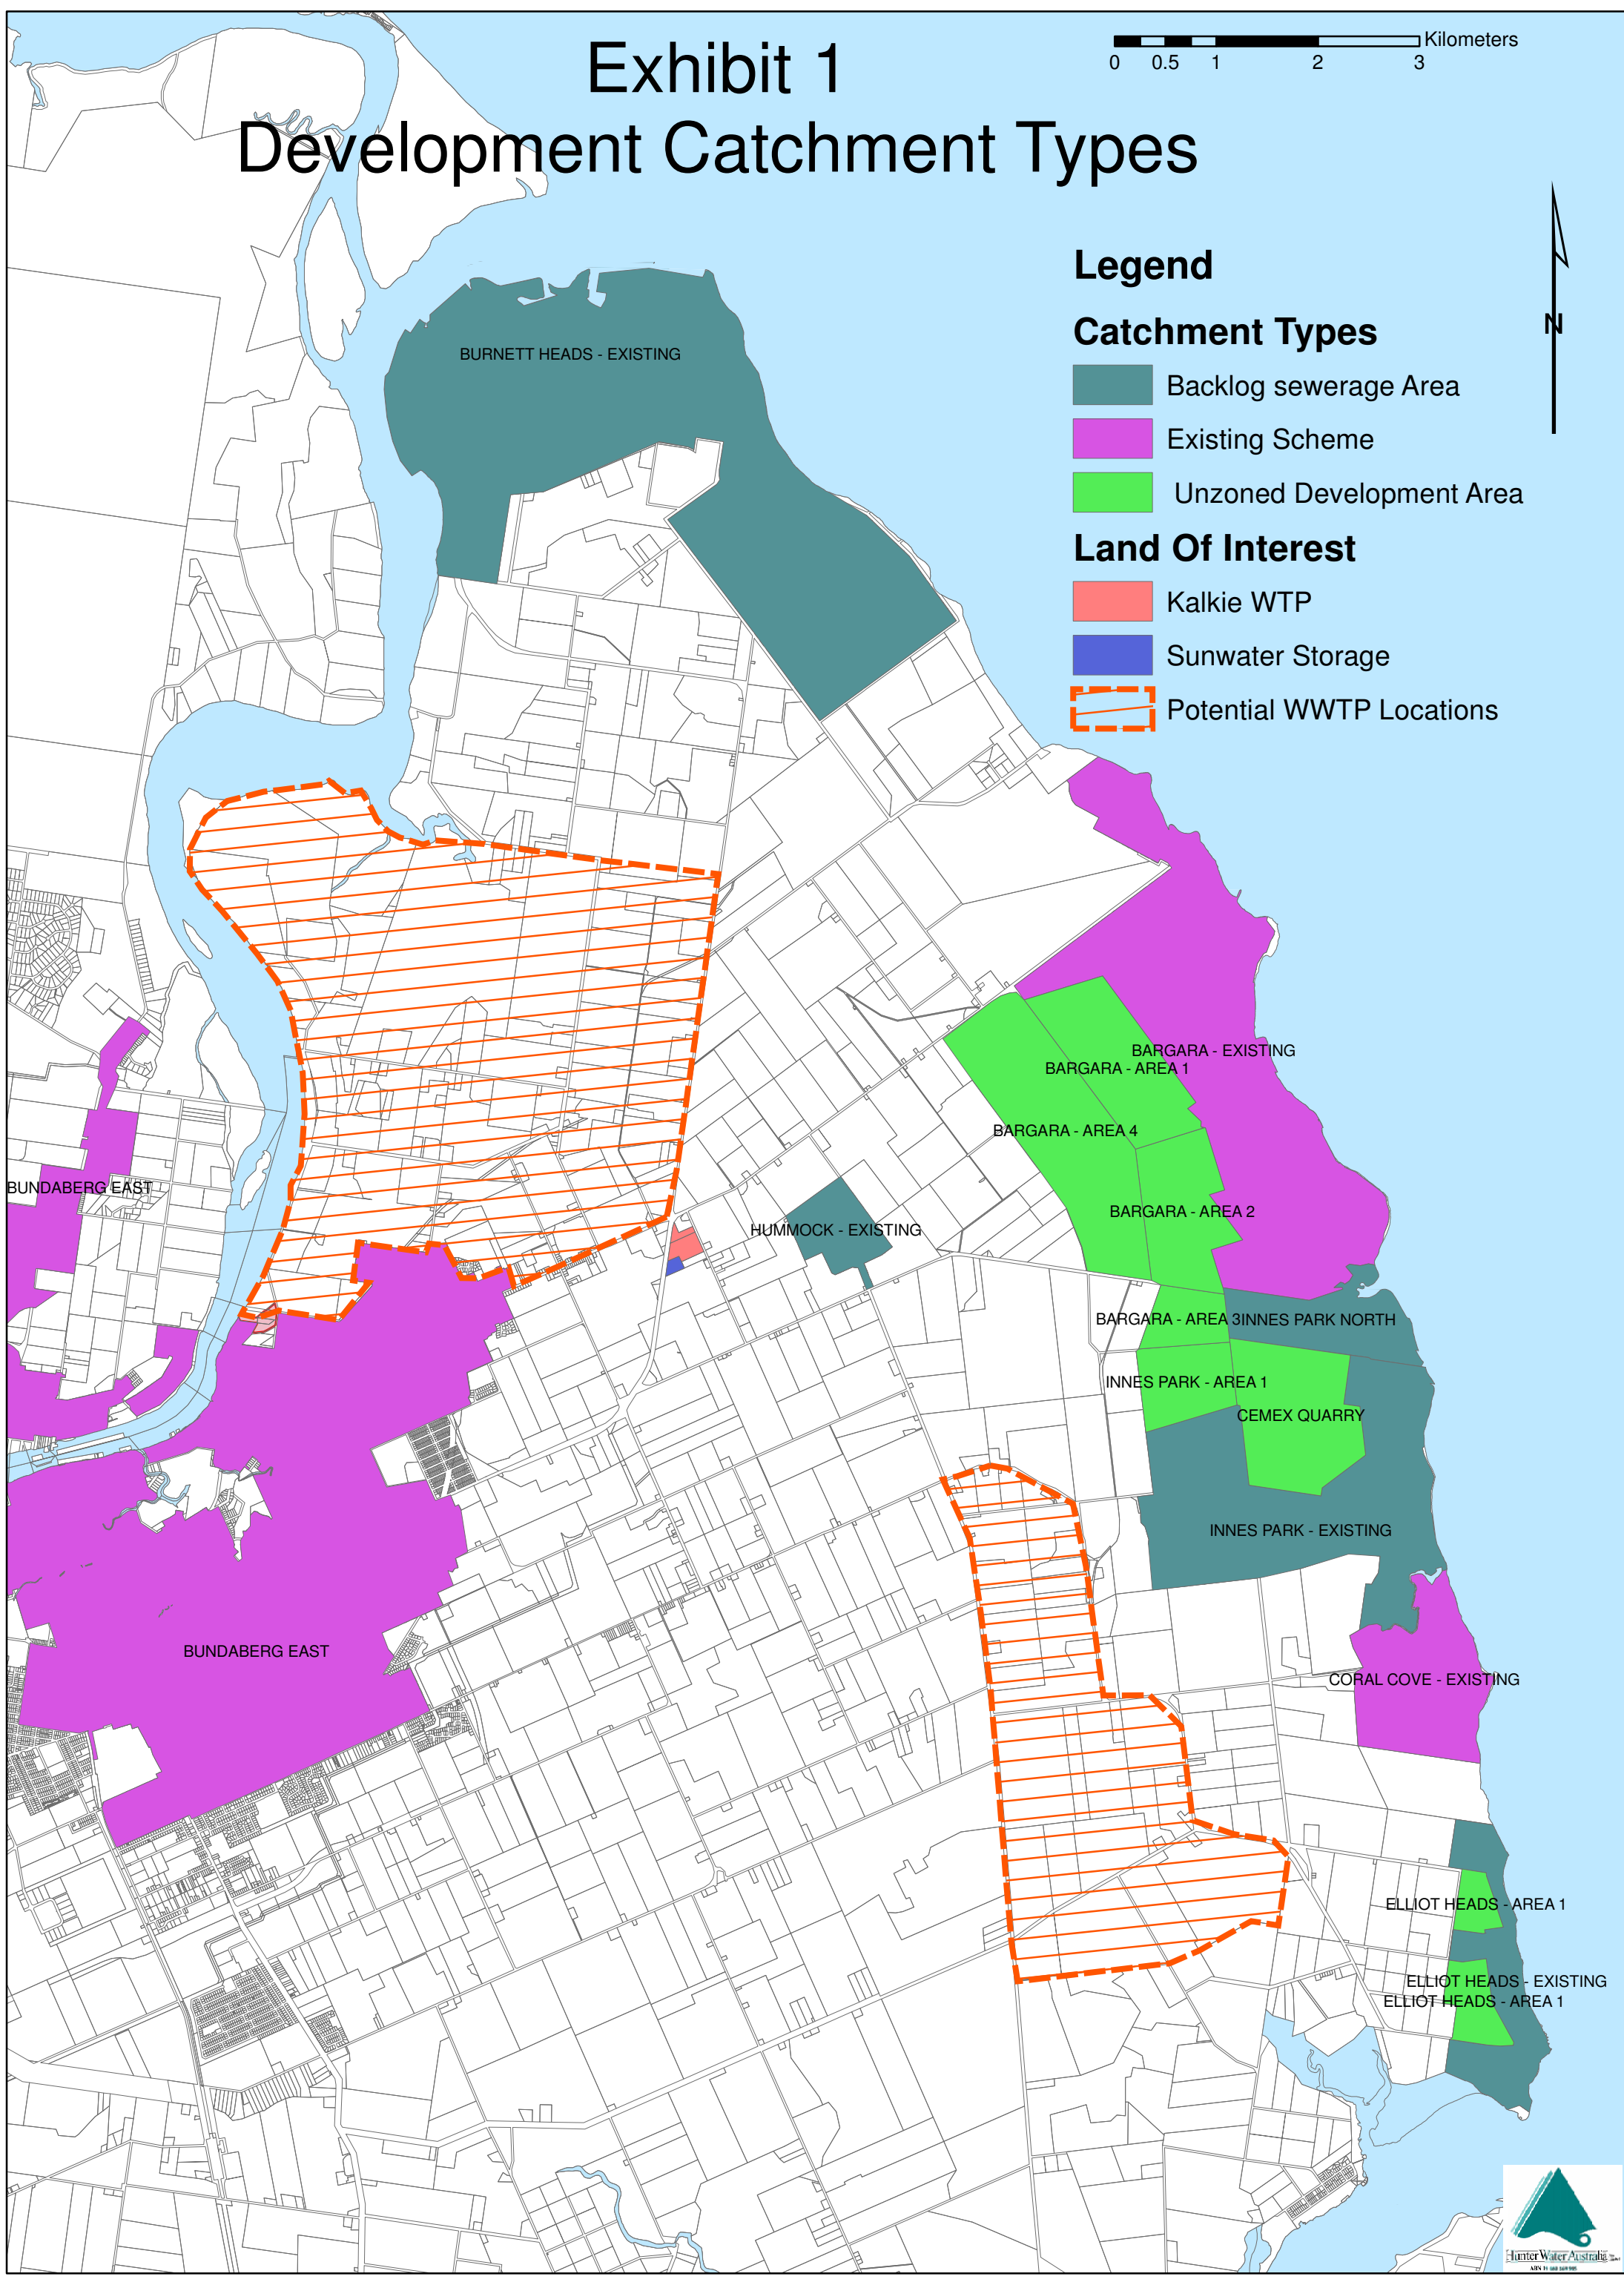 Exhibit 1
Development Catchment Types
Kilometers
0 0.5 1 2 3
N
Legend
Catchment Types
Backlog sewerage Area
Existing Scheme
Unzoned Development Area
Land Of Interest
Kalkie WTP
Sunwater Storage
Potential WWTP Locations
BURNETT HEADS - EXISTING
BARGARA - EXISTING
BARGARA - AREA 1
BARGARA - AREA 4
BUNDABERG EAST
BARGARA - AREA 2
HUMMOCK - EXISTING
BARGARA - AREA 3
INNES PARK NORTH
INNES PARK - AREA 1
CEMEX QUARRY
INNES PARK - EXISTING
BUNDABERG EAST
CORAL COVE - EXISTING
ELLIOT HEADS - AREA 1
ELLIOT HEADS - EXISTING
ELLIOT HEADS - AREA 1
Hunter Water Australia